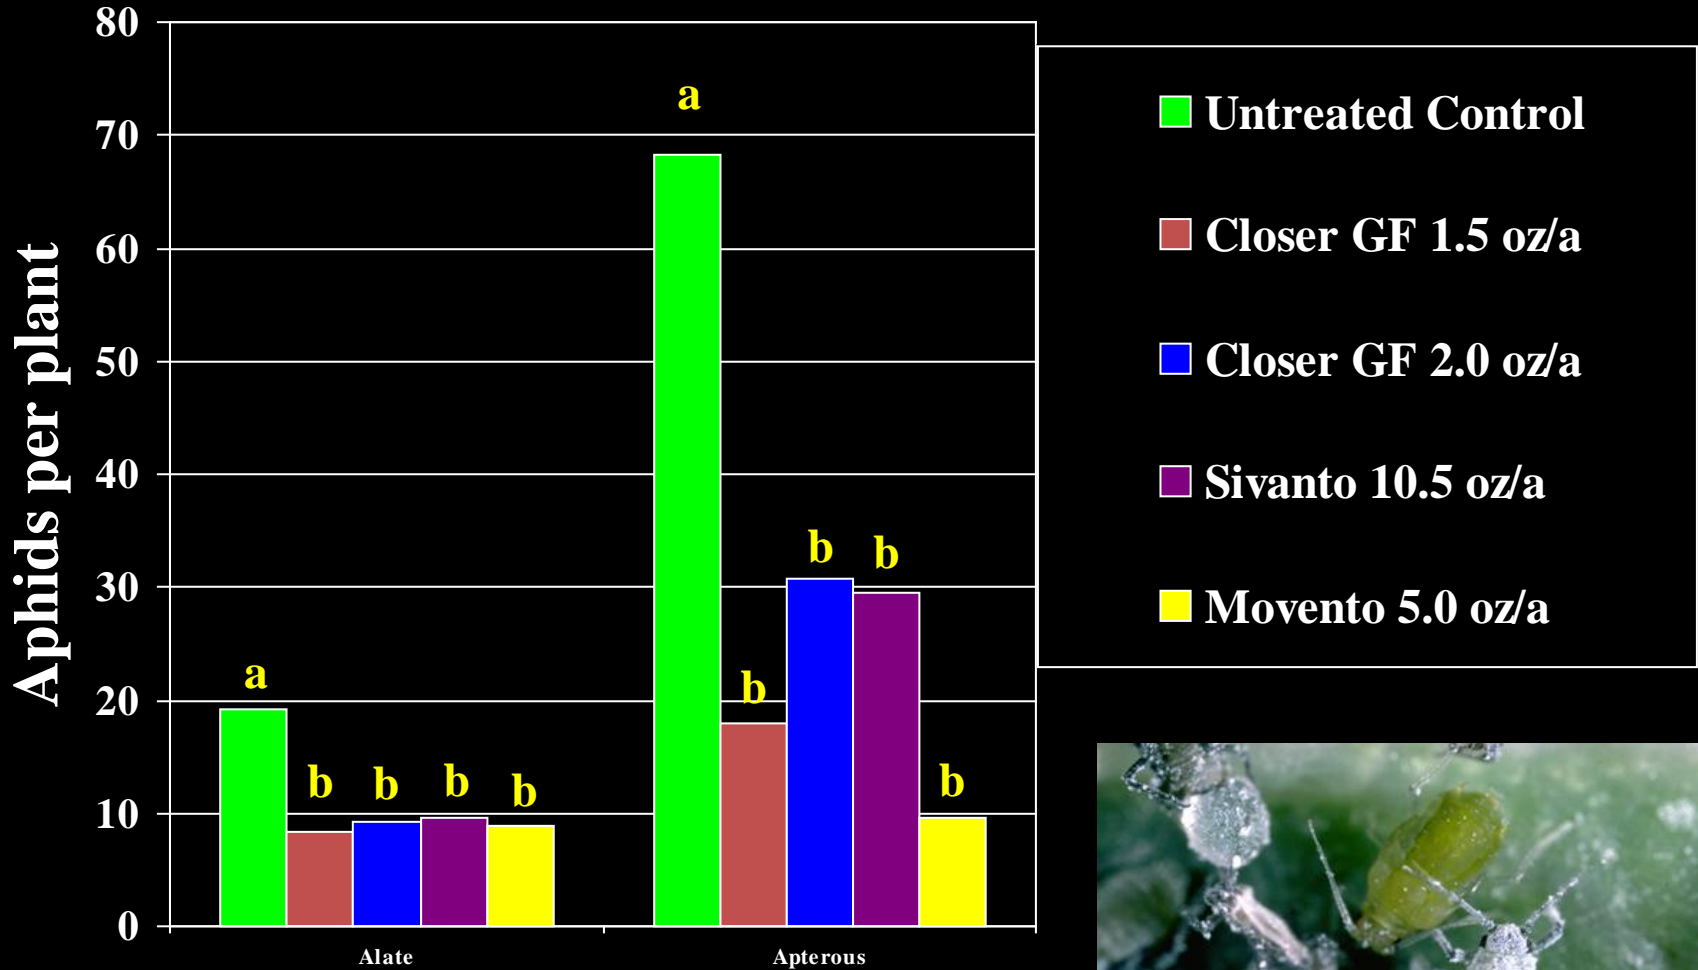 Aphids per plant
80
70
60
50
40
30
20
10
0
a
b
b
b
b
a
b
b
b
b
Alate
Apterous
Untreated Control
Closer GF 1.5 oz/a
Closer GF 2.0 oz/a
Sivanto 10.5 oz/a
Movento 5.0 oz/a